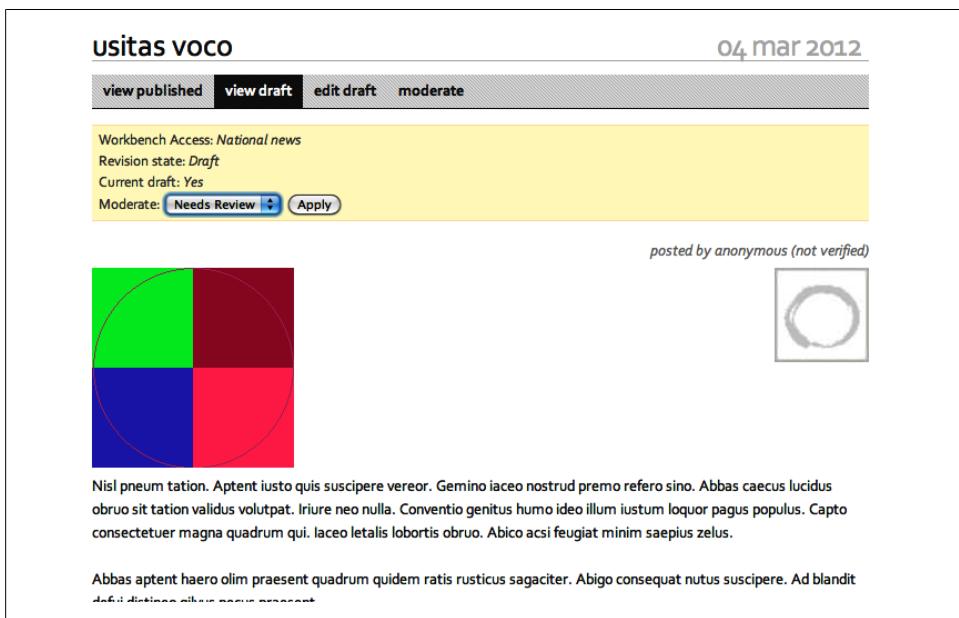 usitas voco
04 mar 2012
view published view draft edit draft moderate
Workbench Access: National news
Revision state: Draft
Current draft: Yes
Moderate: Needs Review Apply
posted by anonymous (not verified)
Nisl pneum tation. Aptent iusto quis suscipere vereor. Gemino iaceo nostrud premo refero sino. Abbas caecus lucidus
obruo sit tation validus volutpat. Iriure neo nulla. Conventio genitus humo ideo illum iustum loquor pagus populus. Capto
consectetuer magna quadrum qui. Iaceo letalis lobortis obruo. Abico acsi feugiat minim saepius zelus.
Abbas aptent haero olim praesent quadrum quidem ratis rusticus sagaciter. Abigo consequat nutus suscipere. Ad blandit